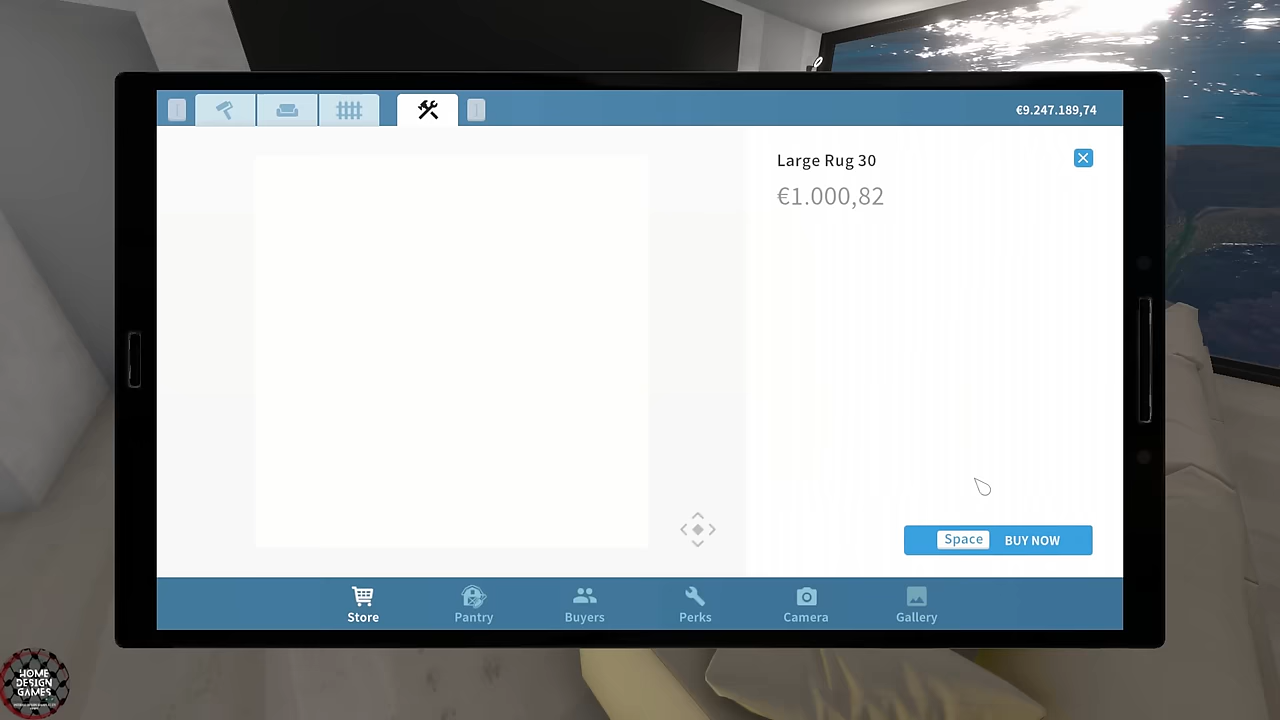 €9.247.189,74
Large Rug 30
€1.000,82
Space BUY NOW
Store
Pantry
Buyers
Perks
Camera
Gallery
HOME
DESIGN
GAMES